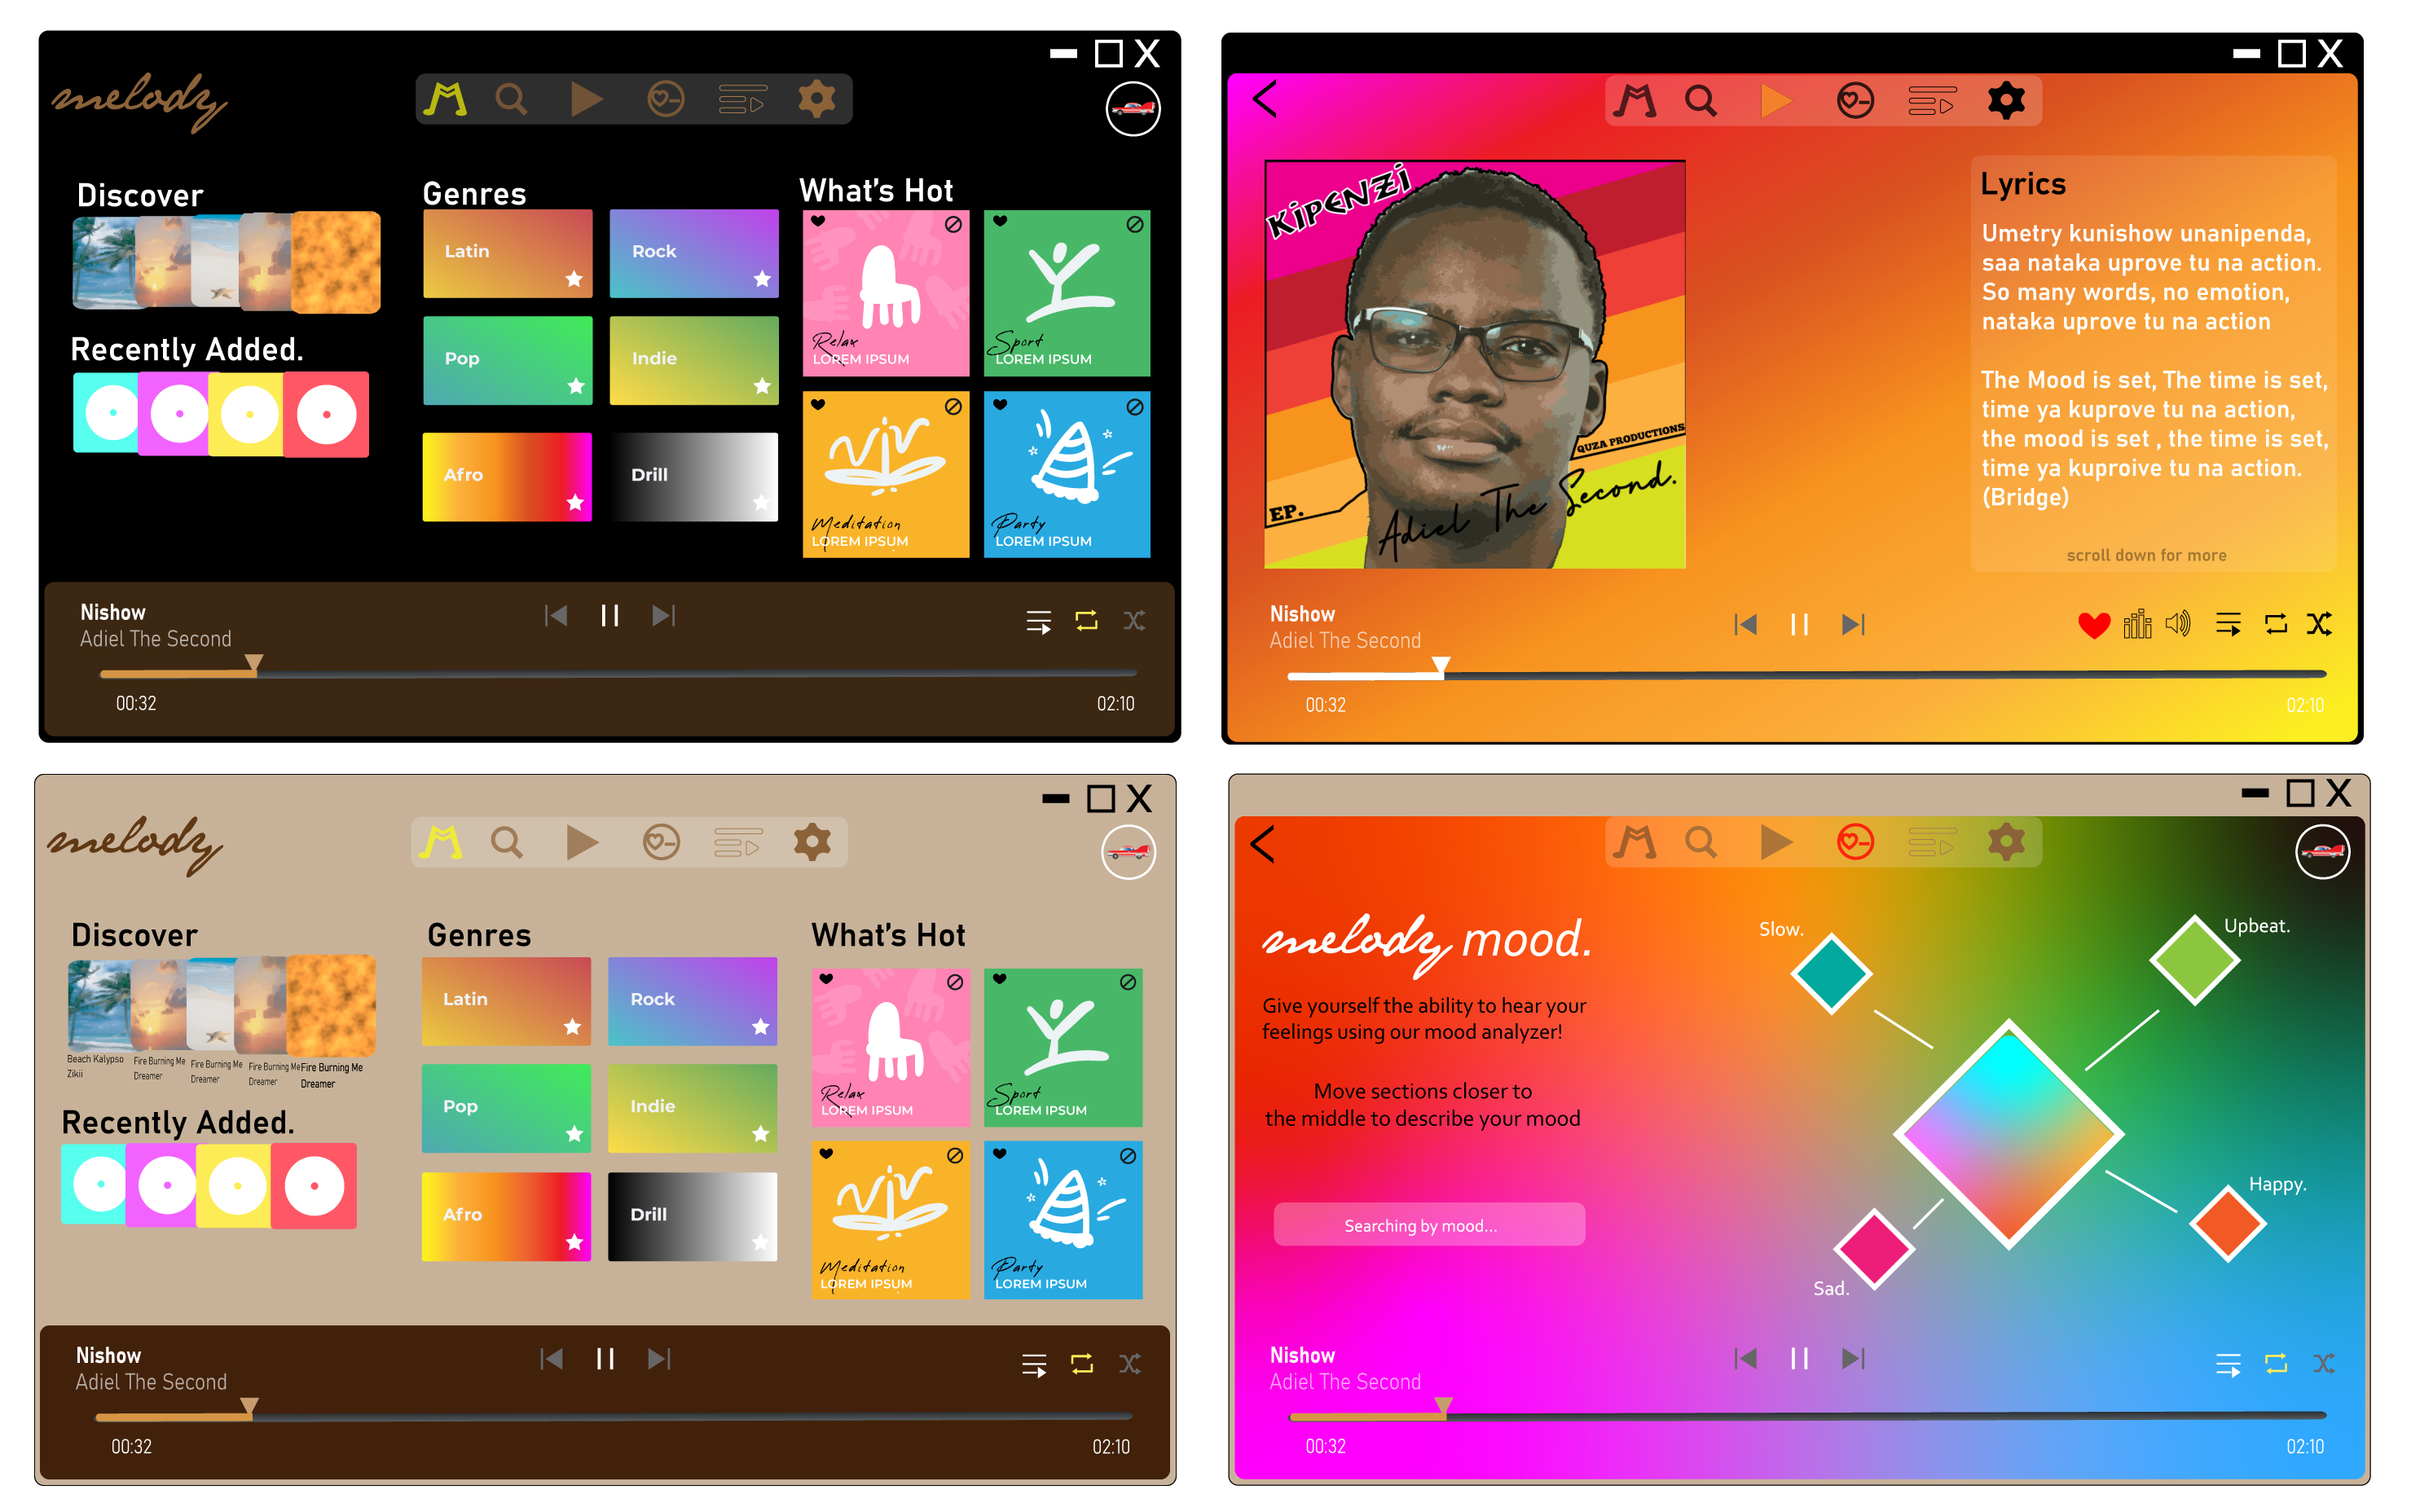 melody
Discover
Recently Added.
Genres
Latin
Rock
Pop
Indie
Afro
Drill
What's Hot
Relax
LOREM IPSUM
Sport
LOREM IPSUM
Meditation
LOREM IPSUM
Party
LOREM IPSUM
Nishow
Adiel The Second
00:32
02:10
KiPENZi
QUZA PRODUCTIONS
EP.
Adiel The Second.
Lyrics
Umetry kunishow unanipenda,
saa nataka uprove tu na action.
So many words, no emotion,
nataka uprove tu na action
The Mood is set, The time is set,
time ya kuprove tu na action,
the mood is set , the time is set,
time ya kuproive tu na action.
(Bridge)
scroll down for more
Nishow
Adiel The Second
00:32
02:10
melody
Discover
Beach Kalypso
Zikii
Fire Burning Me
Dreamer
Fire Burning Me
Dreamer
Fire Burning Me
Dreamer
Fire Burning Me
Dreamer
Recently Added.
Genres
Latin
Rock
Pop
Indie
Afro
Drill
What's Hot
Relax
LOREM IPSUM
Sport
LOREM IPSUM
Meditation
LOREM IPSUM
Party
LOREM IPSUM
Nishow
Adiel The Second
00:32
02:10
melody mood.
Give yourself the ability to hear your
feelings using our mood analyzer!
Move sections closer to
the middle to describe your mood
Searching by mood...
Slow.
Upbeat.
Happy.
Sad.
Nishow
Adiel The Second
00:32
02:10